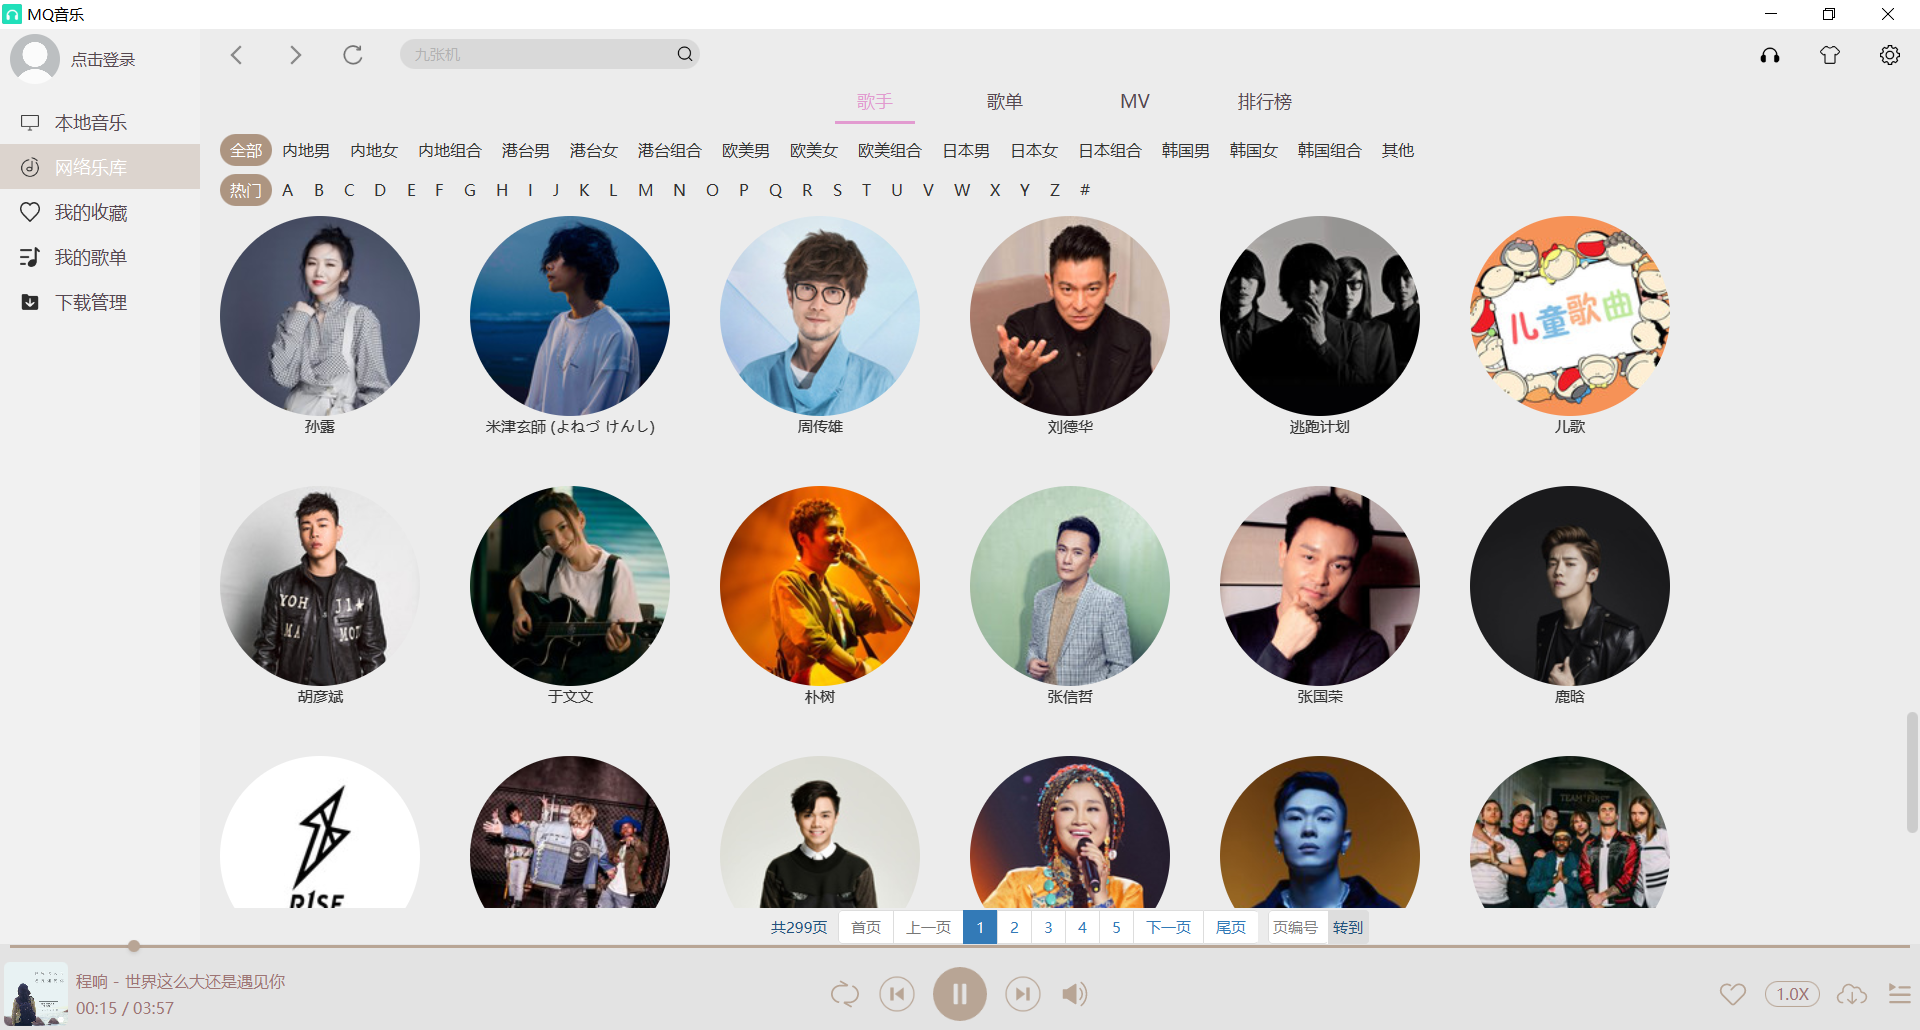 MQ音乐
点击登录
九张机
本地音乐
网络乐库
我的收藏
我的歌单
下载管理
歌手 歌单 MV 排行榜
全部 内地男 内地女 内地组合 港台男 港台女 港台组合 欧美男 欧美女 欧美组合 日本男 日本女 日本组合 韩国男 韩国女 韩国组合 其他
热门 A B C D E F G H I J K L M N O P Q R S T U V W X Y Z #
儿童歌曲
孙露 米津玄師 (よねづ けんし) 周传雄 刘德华 逃跑计划 儿歌
YOH J1★
MA MOD
胡彦斌 于文文 朴树 张信哲 张国荣 鹿晗
TEAM FIRST
R1SE
共299页 首页 上一页 1 2 3 4 5 下一页 尾页 页编号 转到
程响 - 世界这么大还是遇见你
00:15 / 03:57
1.0X